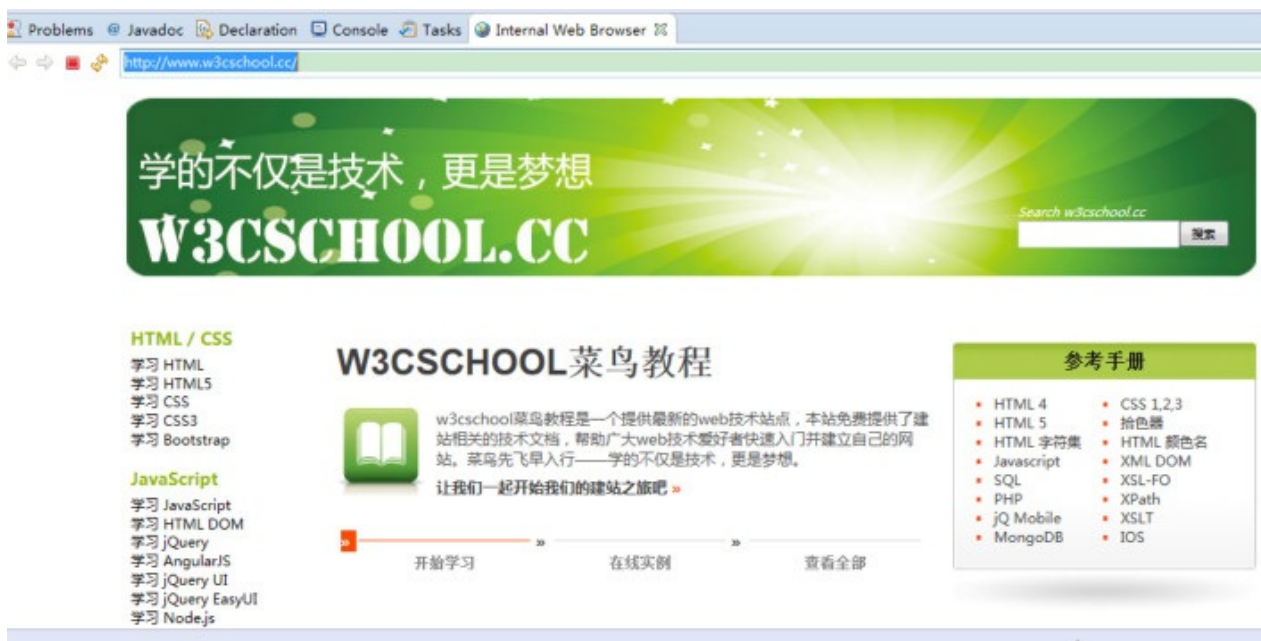 Problems @ Javadoc Declaration Console Tasks Internal Web Browser
http://www.w3cschool.cc/
学的不仅是技术，更是梦想
W3CSCHOOL.CC
Search w3cschool.cc
搜索
HTML / CSS
学习 HTML
学习 HTML5
学习 CSS
学习 CSS3
学习 Bootstrap
JavaScript
学习 JavaScript
学习 HTML DOM
学习 jQuery
学习 AngularJS
学习 jQuery UI
学习 jQuery EasyUI
学习 Node.js
W3CSCHOOL菜鸟教程
w3cschool菜鸟教程是一个提供最新的web技术站点，本站免费提供了建
站相关的技术文档，帮助广大web技术爱好者快速入门并建立自己的网
站。菜鸟先飞早入行——学的不仅是技术，更是梦想。
让我们一起开始我们的建站之旅吧 »
» » »
开始学习 在线实例 查看全部
参考手册
HTML 4
HTML 5
HTML 字符集
Javascript
SQL
PHP
jQ Mobile
MongoDB
CSS 1,2,3
拾色器
HTML 颜色名
XML DOM
XSL-FO
XPath
XSLT
IOS